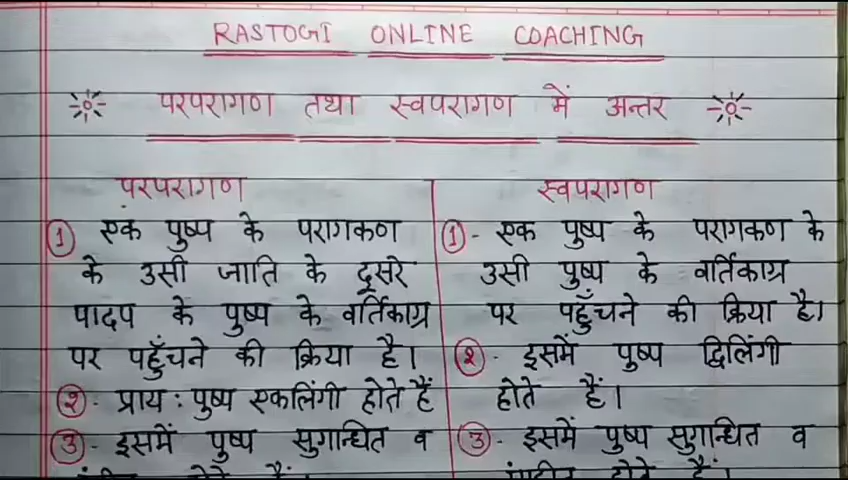 RASTOGI ONLINE COACHING
परपरागण तथा स्वपरागण में अन्तर
परपरागण
① एक पुष्प के परागकण
के उसी जाति के दूसरे
पादप के पुष्प के वर्तिकाग्र
पर पहुँचने की क्रिया है।
② - प्राय : पुष्प एकलिंगी होते हैं
③ - इसमें पुष्प सुगान्धित व
होते हैं।
स्वपरागण
① - एक पुष्प के परागकण के
उसी पुष्प के वर्तिकाग्र
पर पहुँचने की क्रिया है।
② - इसमें पुष्प द्विलिंगी
होते हैं।
③ - इसमें पुष्प सुगान्धित व
होते हैं।